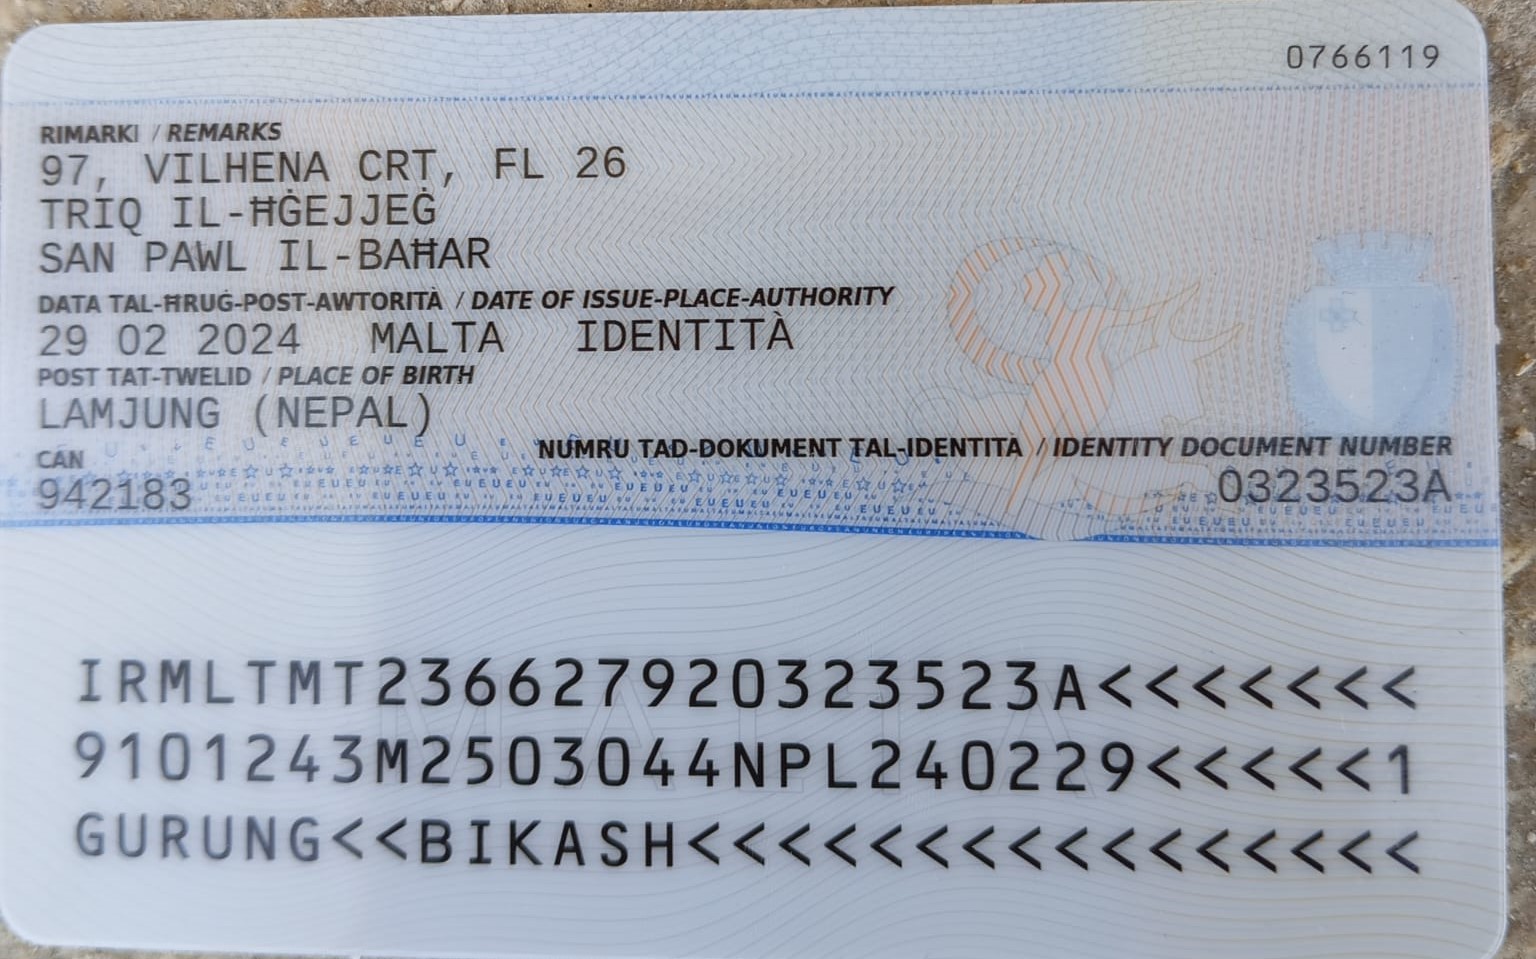 0766119
RIMARKI / REMARKS
97, VILHENA CRT, FL 26
TRIQ IL-ĦĠEJJEĠ
SAN PAWL IL-BAĦAR
DATA TAL-ĦRUĠ-POST-AWTORITÀ / DATE OF ISSUE-PLACE-AUTHORITY
29 02 2024 MALTA IDENTITÀ
POST TAT-TWELID / PLACE OF BIRTH
LAMJUNG (NEPAL)
CAN
942183
NUMRU TAD-DOKUMENT TAL-IDENTITÀ / IDENTITY DOCUMENT NUMBER
0323523A
IRMLTMT236627920323523A<<<<<<<
9101243M2503044NPL240229<<<<<<1
GURUNG<<BIKASH<<<<<<<<<<<<<<<<